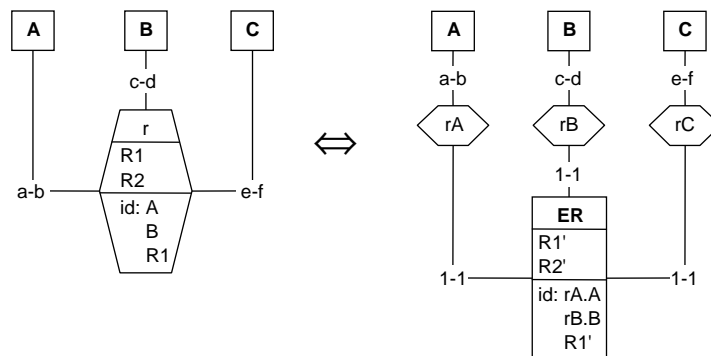 A B C
c-d
r
R1
R2
a-b e-f
id: A
B
R1
⇔
A B C
a-b c-d e-f
rA rB rC
1-1
ER
R1'
R2'
1-1 1-1
id: rA.A
rB.B
R1'